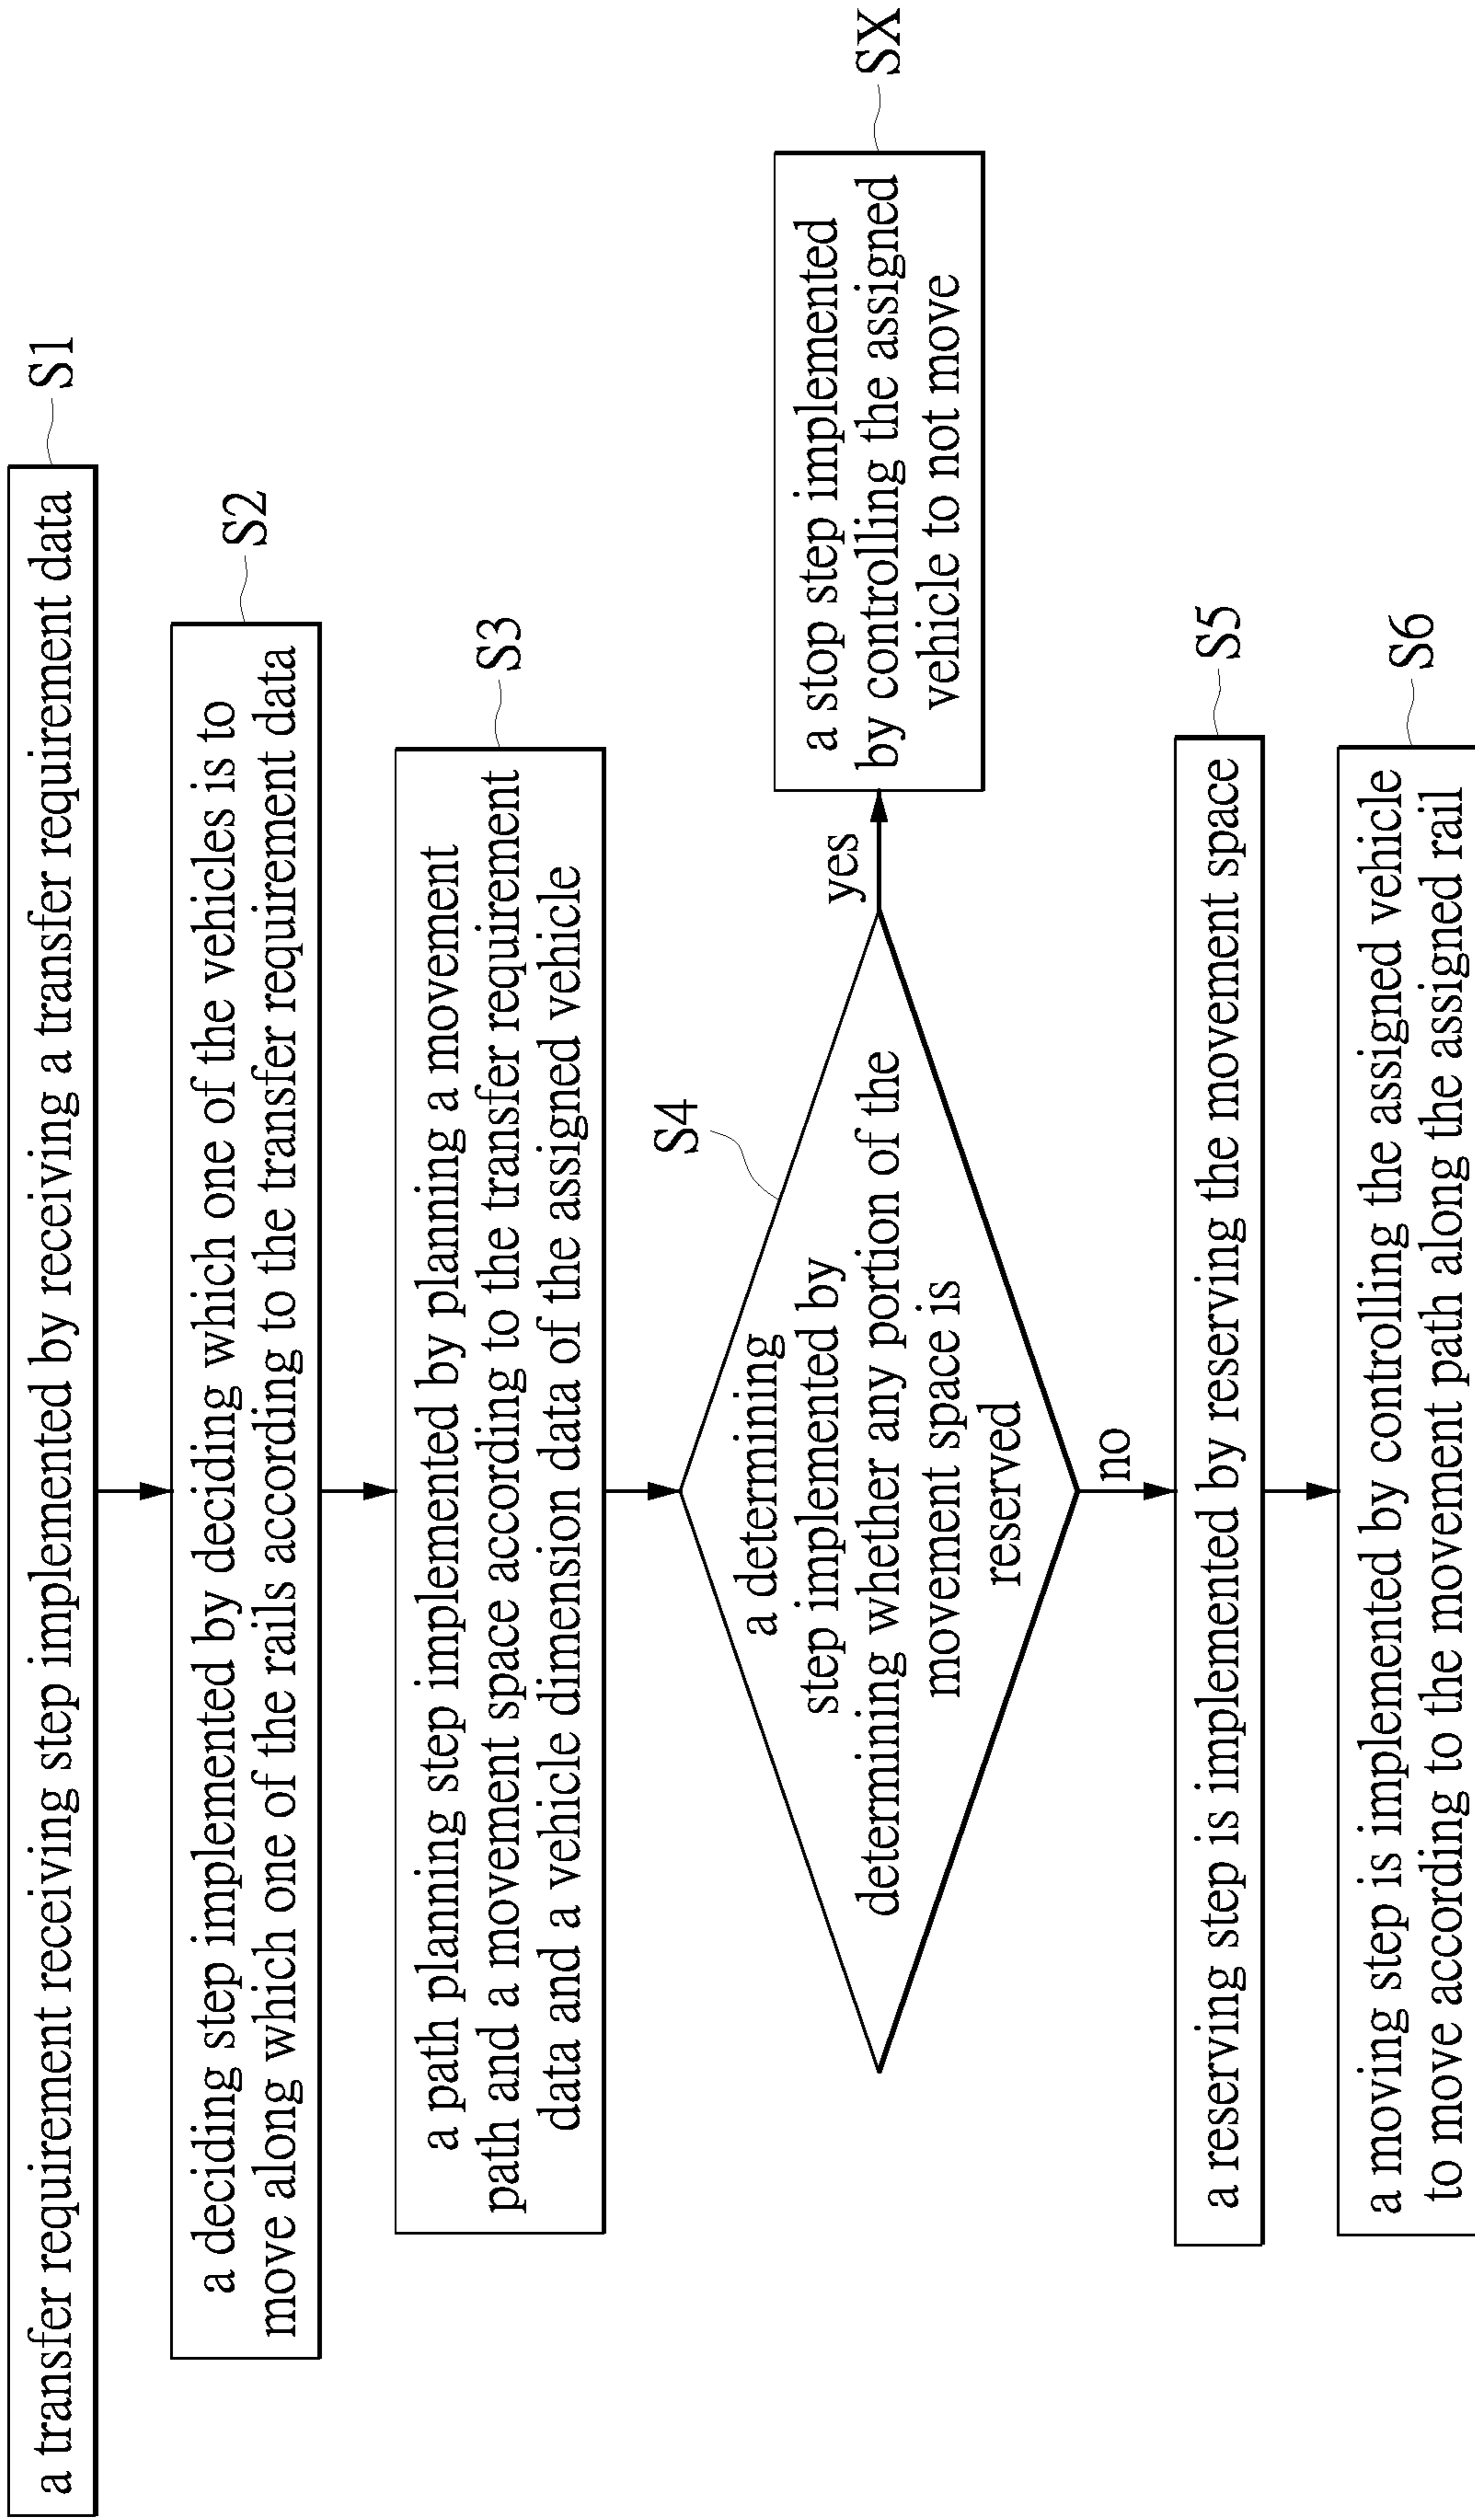 a transfer requirement receiving step implemented by receiving a transfer requirement data
S1
a deciding step implemented by deciding which one of the vehicles is to
move along which one of the rails according to the transfer requirement data
S2
a path planning step implemented by planning a movement
path and a movement space according to the transfer requirement
data and a vehicle dimension data of the assigned vehicle
S3
S4
a determining
step implemented by
determining whether any portion of the
movement space is
reserved
yes
a stop step implemented
by controlling the assigned
vehicle to not move
SX
no
a reserving step is implemented by reserving the movement space
S5
a moving step is implemented by controlling the assigned vehicle
to move according to the movement path along the assigned rail
S6